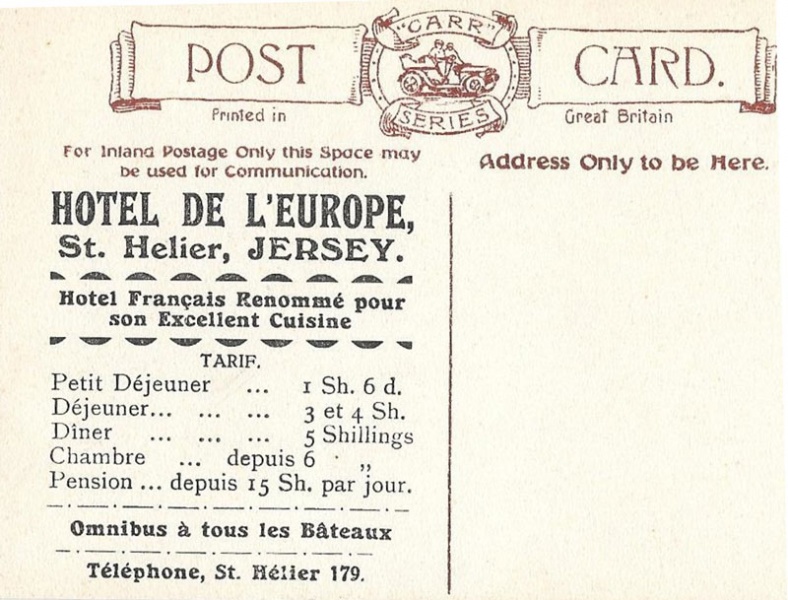 POST "CARR" SERIES CARD.
Printed in Great Britain
For Inland Postage Only this Space may
be used for Communication.
Address Only to be Here.
HOTEL DE L'EUROPE,
St. Helier, JERSEY.
Hotel Français Renommé pour
son Excellent Cuisine
TARIF.
Petit Déjeuner ... 1 Sh. 6 d.
Déjeuner... ... ... 3 et 4 Sh.
Dîner ... ... ... 5 Shillings
Chambre ... depuis 6 „
Pension ... depuis 15 Sh. par jour.
Omnibus à tous les Bâteaux
Téléphone, St. Hélier 179.